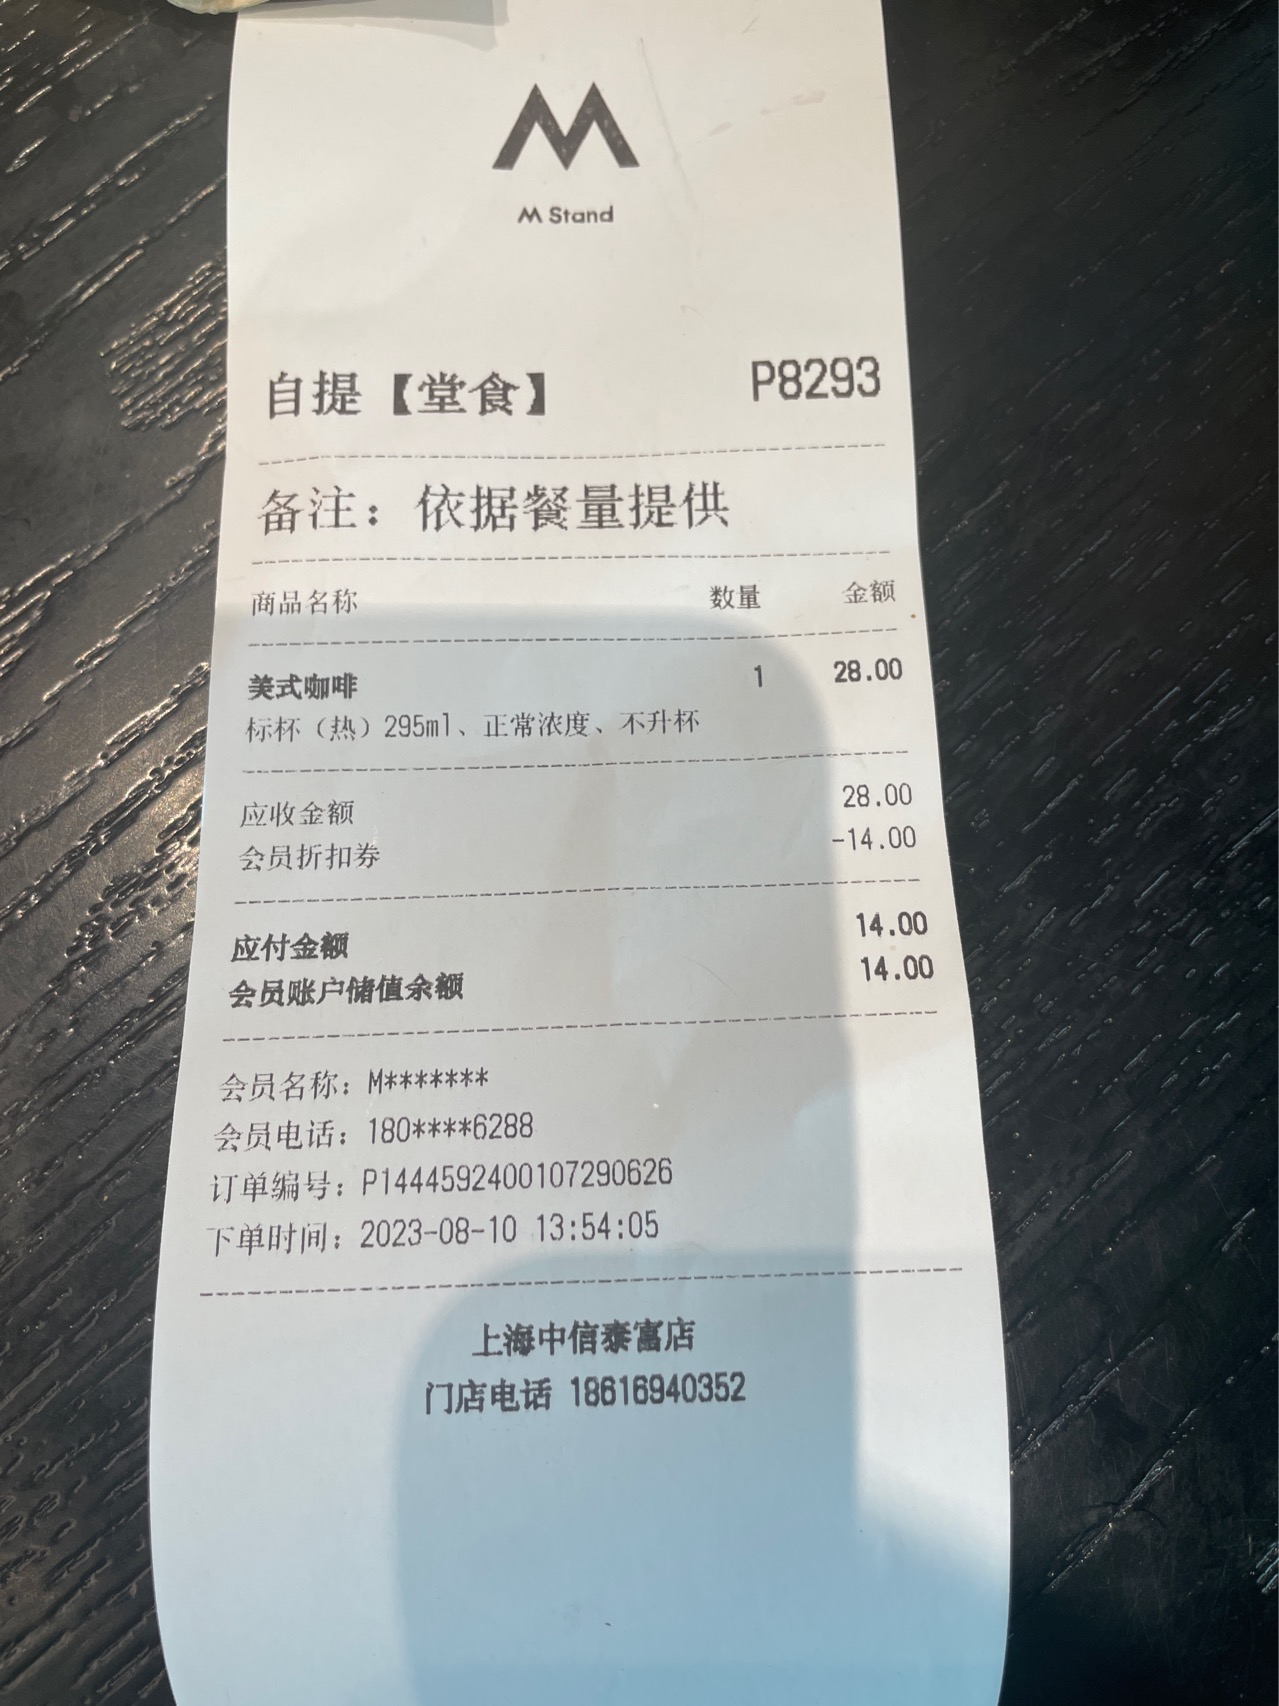 M Stand
自提【堂食】 P8293
备注：依据餐量提供
商品名称 数量 金额
美式咖啡 1 28.00
标杯（热）295ml、正常浓度、不升杯
应收金额 28.00
会员折扣券 -14.00
应付金额 14.00
会员账户储值余额 14.00
会员名称：M*******
会员电话：180****6288
订单编号：P1444592400107290626
下单时间：2023-08-10 13:54:05
上海中信泰富店
门店电话 18616940352